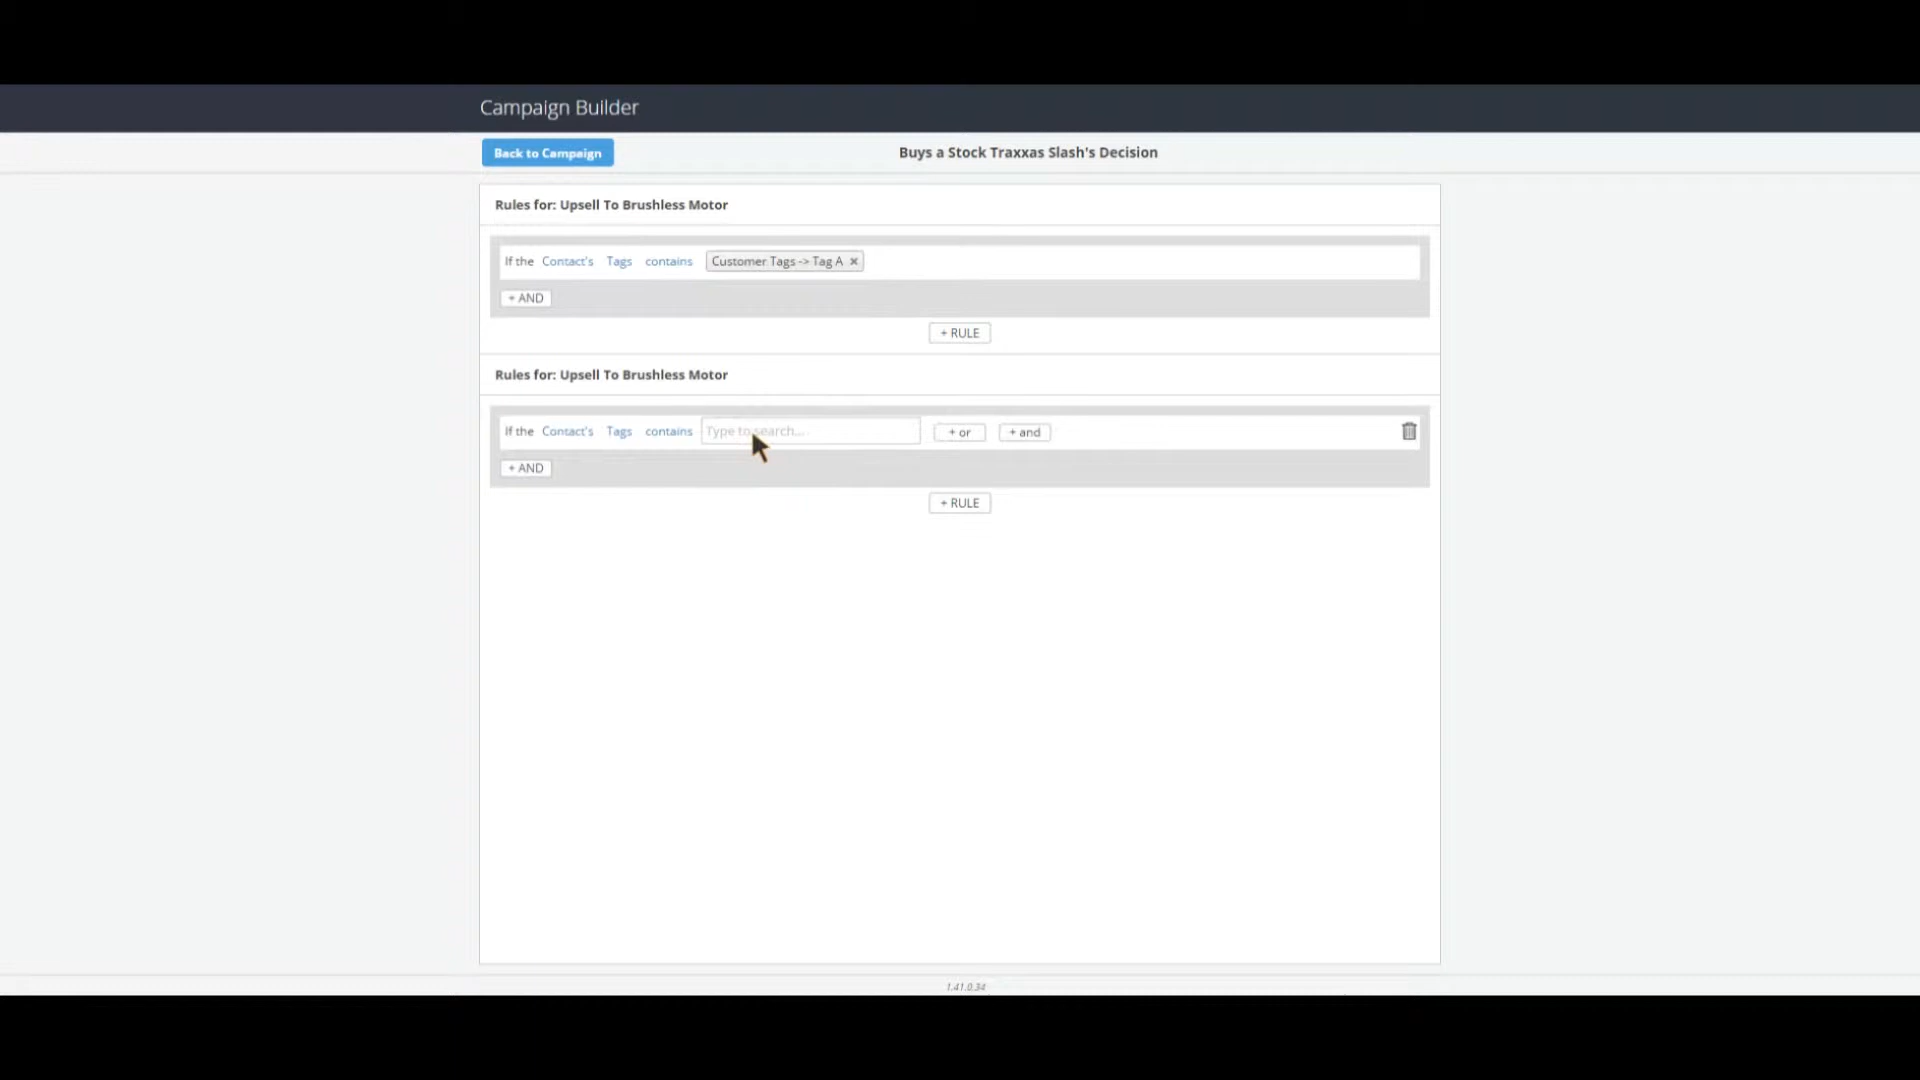 Campaign Builder
Back to Campaign
Buys a Stock Traxxas Slash's Decision
Rules for: Upsell To Brushless Motor
If the Contact's Tags contains Customer Tags -> Tag A ×
+ AND
+ RULE
Rules for: Upsell To Brushless Motor
If the Contact's Tags contains Type to search... + or + and
+ AND
+ RULE
1.41.0.34